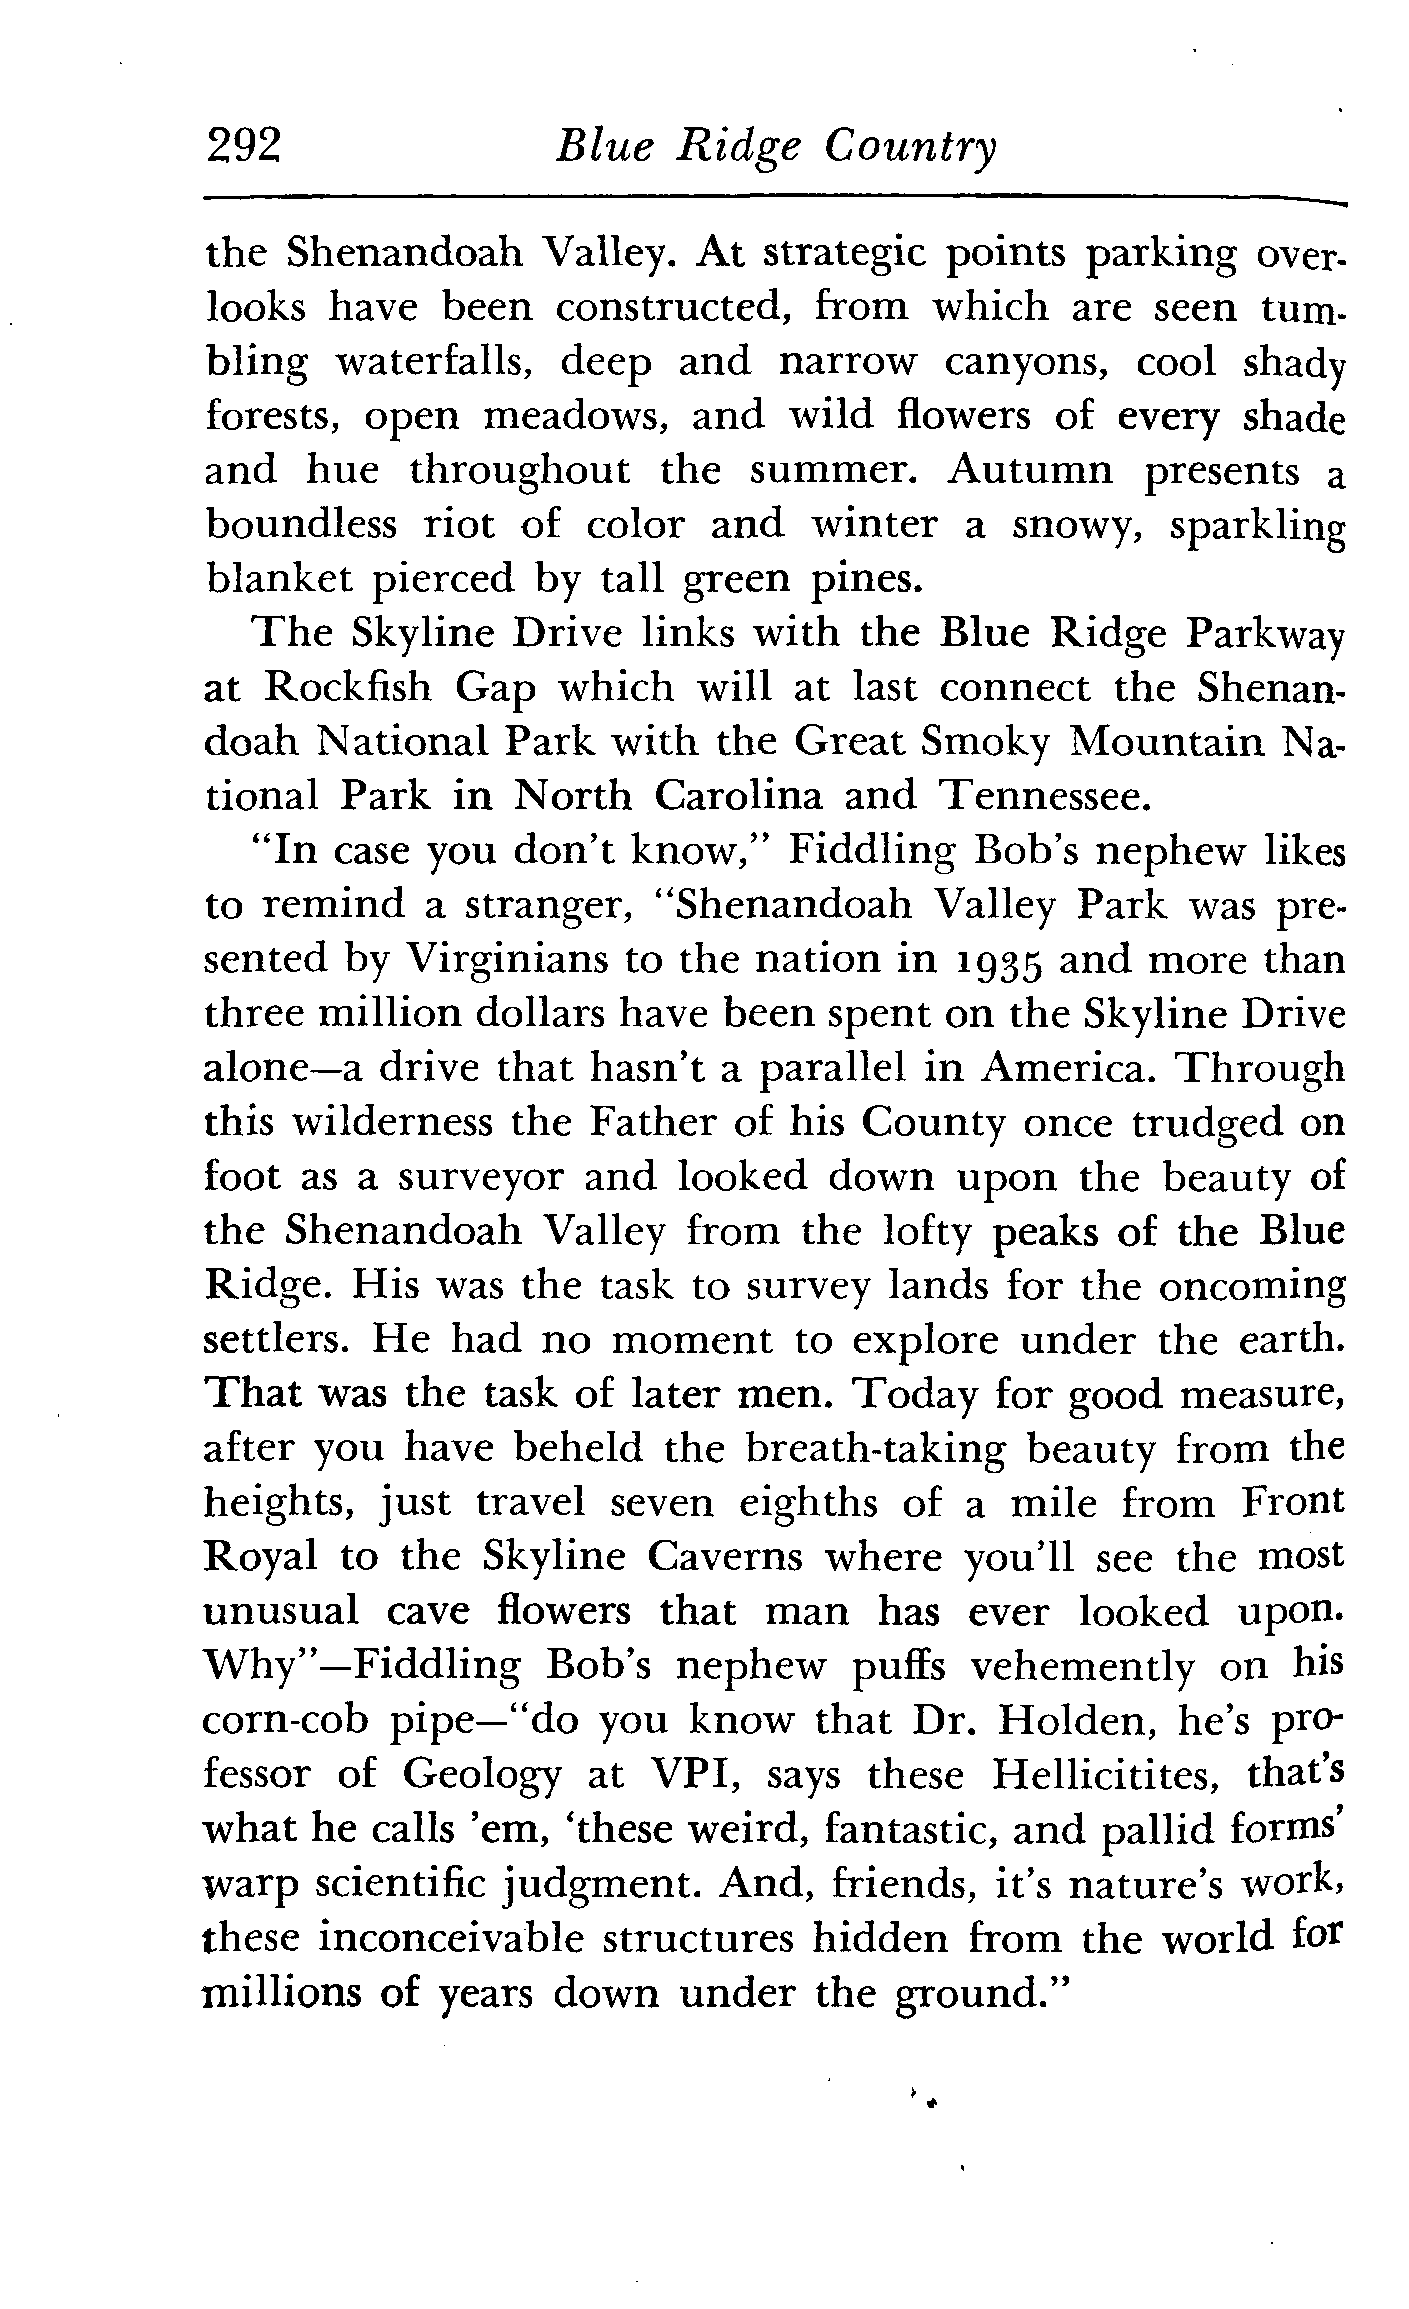 292 Blue Ridge Country
the Shenandoah Valley. At strategic points parking over-
looks have been constructed, from which are seen tum-
bling waterfalls, deep and narrow canyons, cool shady
forests, open meadows, and wild flowers of every shade
and hue throughout the summer. Autumn presents a
boundless riot of color and winter a snowy, sparkling
blanket pierced by tall green pines.
The Skyline Drive links with the Blue Ridge Parkway
at Rockfish Gap which will at last connect the Shenan-
doah National Park with the Great Smoky Mountain Na-
tional Park in North Carolina and Tennessee.
“In case you don't know,” Fiddling Bob's nephew likes
to remind a stranger, “Shenandoah Valley Park was pre-
sented by Virginians to the nation in 1935 and more than
three million dollars have been spent on the Skyline Drive
alone—a drive that hasn't a parallel in America. Through
this wilderness the Father of his County once trudged on
foot as a surveyor and looked down upon the beauty of
the Shenandoah Valley from the lofty peaks of the Blue
Ridge. His was the task to survey lands for the oncoming
settlers. He had no moment to explore under the earth.
That was the task of later men. Today for good measure,
after you have beheld the breath-taking beauty from the
heights, just travel seven eighths of a mile from Front
Royal to the Skyline Caverns where you'll see the most
unusual cave flowers that man has ever looked upon.
Why”—Fiddling Bob's nephew puffs vehemently on his
corn-cob pipe—“do you know that Dr. Holden, he's pro-
fessor of Geology at VPI, says these Hellicitites, that's
what he calls 'em, ‘these weird, fantastic, and pallid forms’
warp scientific judgment. And, friends, it's nature's work,
these inconceivable structures hidden from the world for
millions of years down under the ground.”